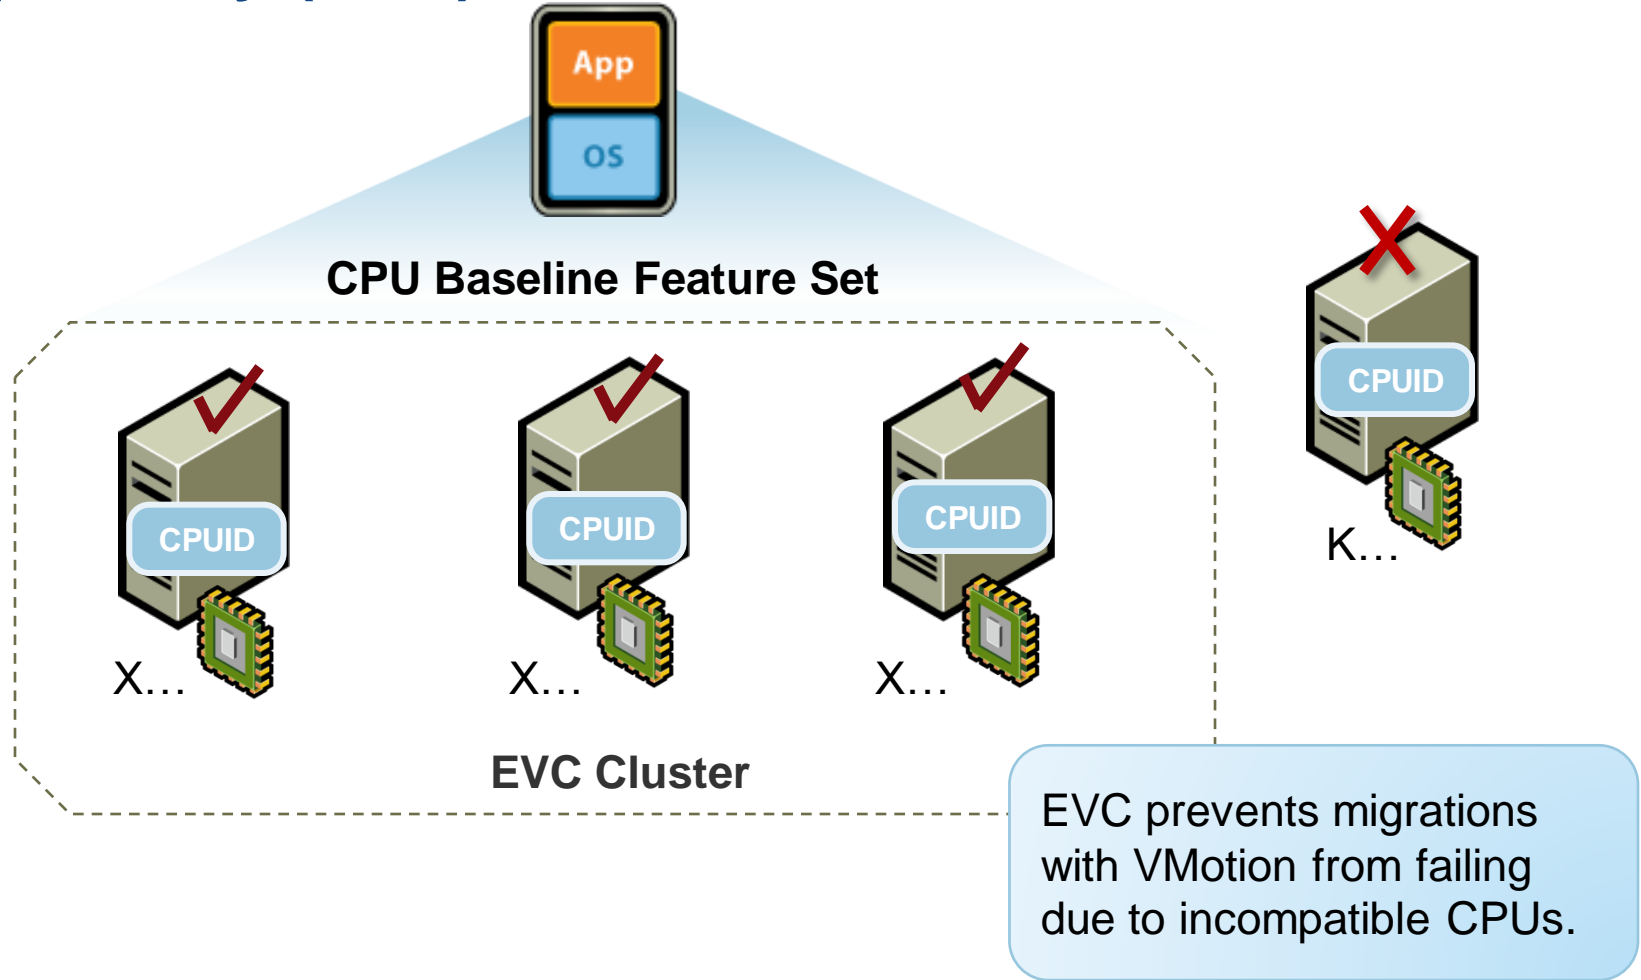 App
OS
CPU Baseline Feature Set
CPUID
CPUID
CPUID
CPUID
X...
X...
X...
K...
EVC Cluster
EVC prevents migrations
with VMotion from failing
due to incompatible CPUs.